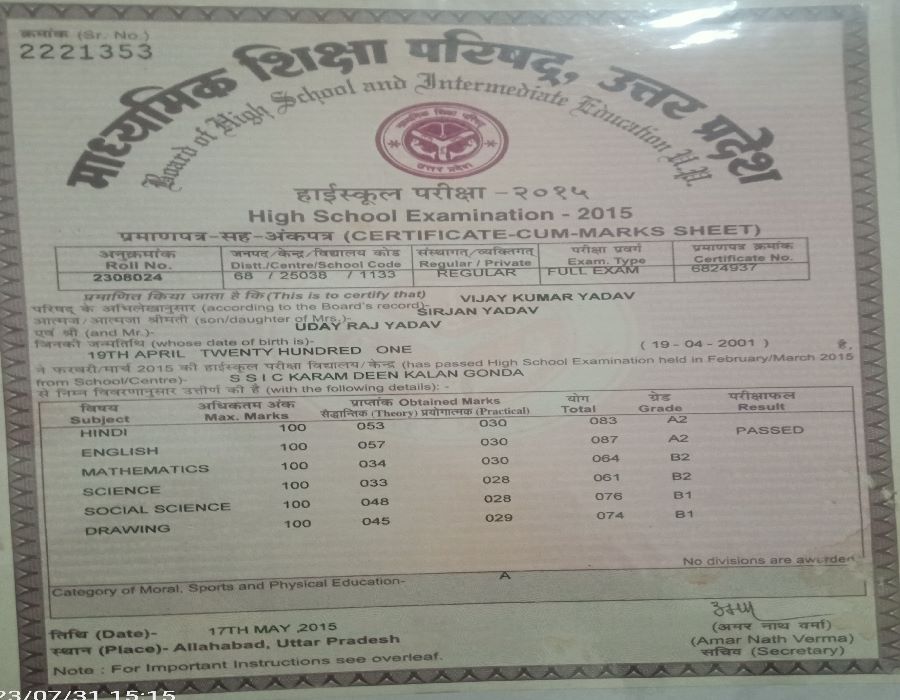 क्रमांक (Sr. No.)
2221353
माध्यमिक शिक्षा परिषद्, उत्तर प्रदेश
Board of High School and Intermediate Education U.P.
माध्यमिक शिक्षा परिषद्
उत्तर प्रदेश
हाईस्कूल परीक्षा – २०१५
High School Examination - 2015
प्रमाणपत्र-सह-अंकपत्र (CERTIFICATE-CUM-MARKS SHEET)
अनुक्रमांक जनपद/केन्द्र/विद्यालय कोड संस्थागत/व्यक्तिगत परीक्षा प्रवर्ग प्रमाणपत्र क्रमांक
Roll No. Distt./Centre/School Code Regular / Private Exam. Type Certificate No.
2306024 68 / 25038 / 1133 REGULAR FULL EXAM 6824937
प्रमाणित किया जाता है कि (This is to certify that) VIJAY KUMAR YADAV
परिषद् के अभिलेखानुसार (according to the Board's record)-
आत्मज/आत्मजा श्रीमती (son/daughter of Mrs.)- SIRJAN YADAV
एवं श्री (and Mr.)- UDAY RAJ YADAV
जिनकी जन्मतिथि (whose date of birth is)- ( 19 - 04 - 2001 )
19TH APRIL TWENTY HUNDRED ONE है,
ने फरवरी/मार्च 2015 की हाईस्कूल परीक्षा विद्यालय/केन्द्र (has passed High School Examination held in February/March 2015
from School/Centre)- S S I C KARAM DEEN KALAN GONDA
से निम्न विवरणानुसार उत्तीर्ण की है (with the following details): -
विषय अधिकतम अंक प्राप्तांक Obtained Marks योग ग्रेड परीक्षाफल
Subject Max. Marks सैद्धान्तिक (Theory) प्रयोगात्मक (Practical) Total Grade Result
HINDI 100 053 030 083 A2 PASSED
ENGLISH 100 057 030 087 A2
MATHEMATICS 100 034 030 064 B2
SCIENCE 100 033 028 061 B2
SOCIAL SCIENCE 100 048 028 076 B1
DRAWING 100 045 029 074 B1
No divisions are awarded
Category of Moral, Sports and Physical Education- A
तिथि (Date)- 17TH MAY ,2015
स्थान (Place)- Allahabad, Uttar Pradesh
Note : For Important Instructions see overleaf.
(अमर नाथ वर्मा)
(Amar Nath Verma)
सचिव (Secretary)
23/07/31 15:15